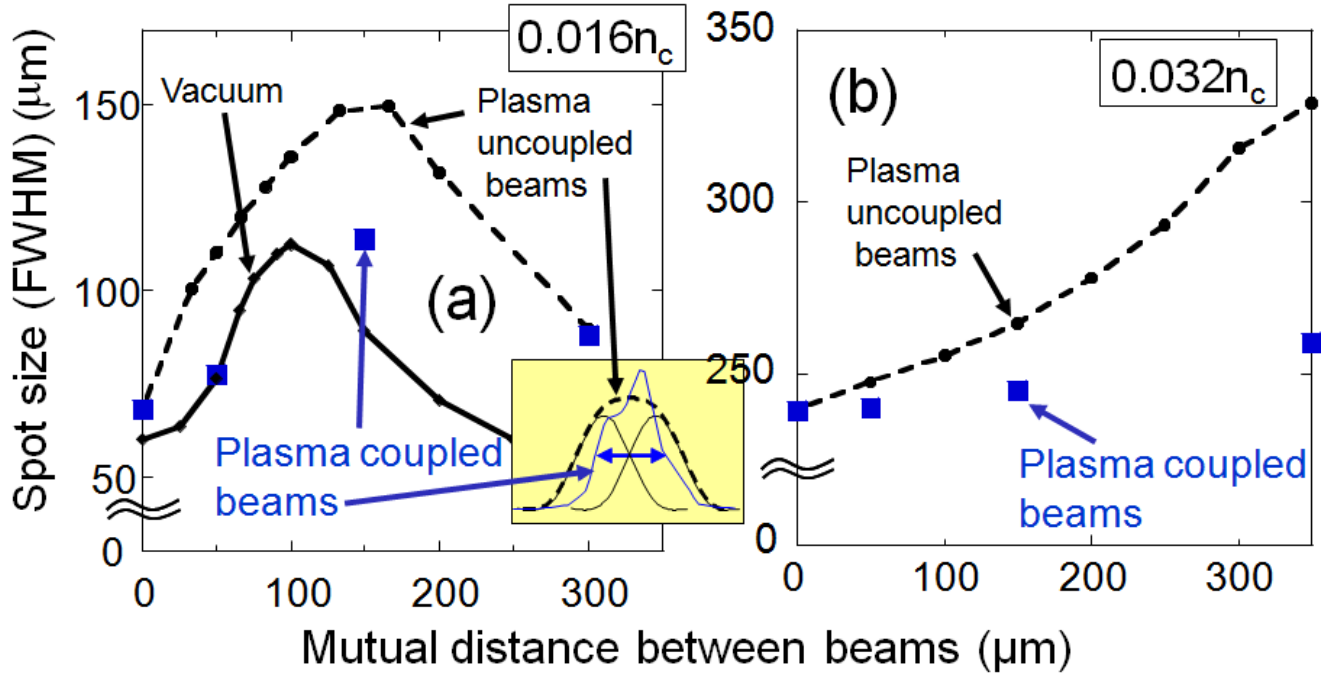 Spot size (FWHM) (μm)
0.016n_c
Vacuum
Plasma
uncoupled
beams
(a)
Plasma coupled
beams
150
100
50
0
0
100
200
300
(b)
0.032n_c
Plasma
uncoupled
beams
Plasma coupled
beams
350
300
250
0
0
100
200
300
Mutual distance between beams (μm)